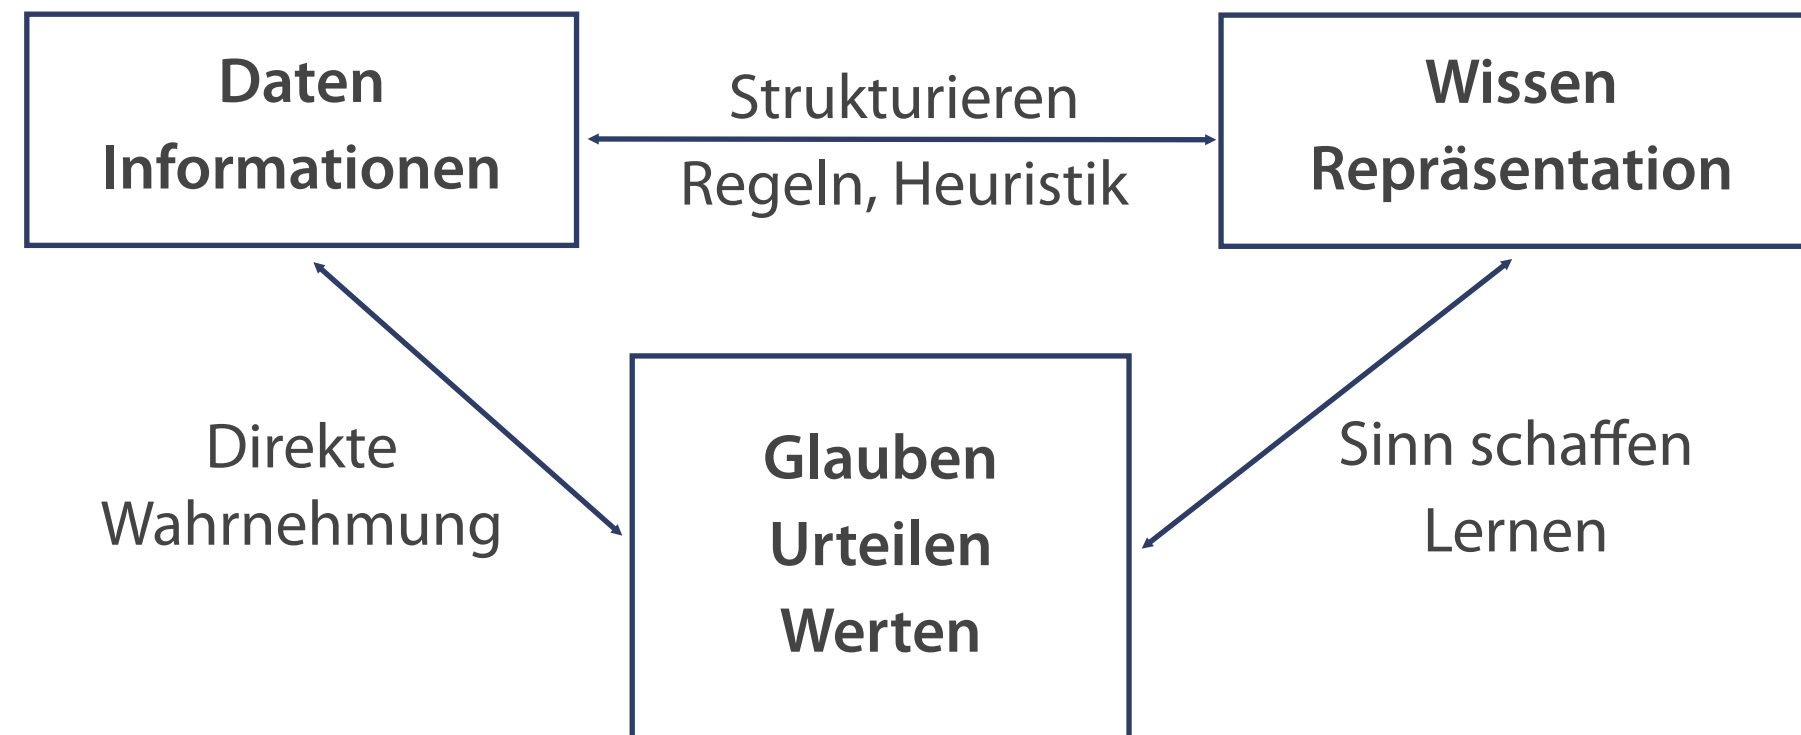 Daten
Informationen
Strukturieren
Regeln, Heuristik
Wissen
Repräsentation
Direkte
Wahrnehmung
Glauben
Urteilen
Werten
Sinn schaffen
Lernen